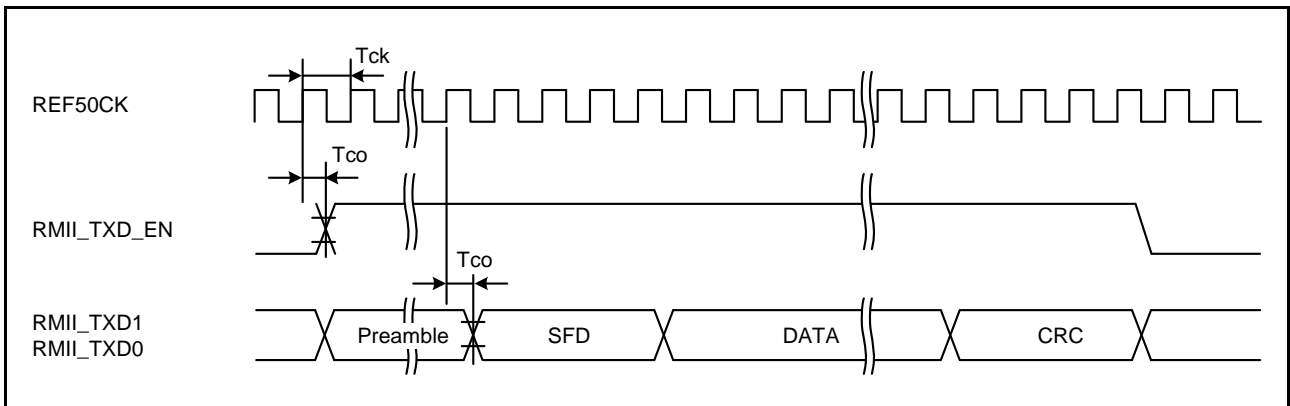 Tck
REF50CK
Tco
RMII_TXD_EN
Tco
RMII_TXD1
RMII_TXD0
Preamble SFD DATA CRC